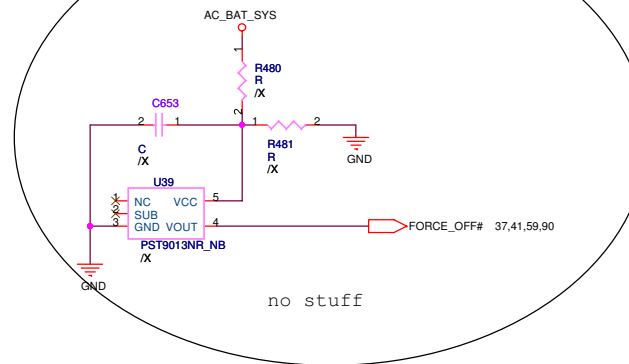 AC_BAT_SYS
1
R480
R
/X
2
C653
2 1
C
/X
1 2
R481
R
/X
GND
U39
1 NC VCC 5
2 SUB
3 GND VOUT 4
PST9013NR_NB
/X
FORCE_OFF# 37,41,59,90
GND
no stuff